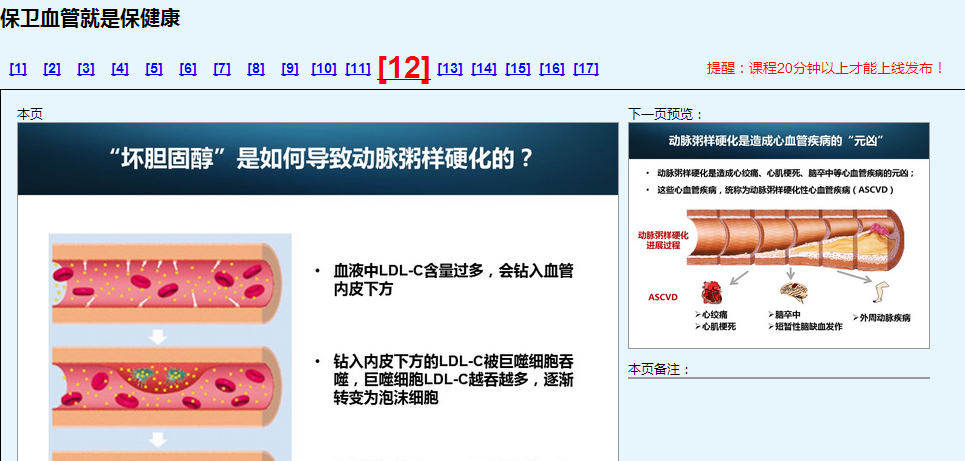 保卫血管就是保健康
[1] [2] [3] [4] [5] [6] [7] [8] [9] [10] [11] [12] [13] [14] [15] [16] [17]
提醒：课程20分钟以上才能上线发布！
本页
“坏胆固醇”是如何导致动脉粥样硬化的？
• 血液中LDL-C含量过多，会钻入血管
内皮下方
• 钻入内皮下方的LDL-C被巨噬细胞吞
噬，巨噬细胞LDL-C越吞越多，逐渐
转变为泡沫细胞
下一页预览：
动脉粥样硬化是造成心血管疾病的“元凶”
• 动脉粥样硬化是造成心绞痛、心肌梗死、脑卒中等心血管疾病的元凶；
• 这些心血管疾病，统称为动脉粥样硬化性心血管疾病（ASCVD）
动脉粥样硬化
进展过程
ASCVD
➢心绞痛
➢心肌梗死
➢脑卒中
➢短暂性脑缺血发作
➢外周动脉疾病
本页备注：